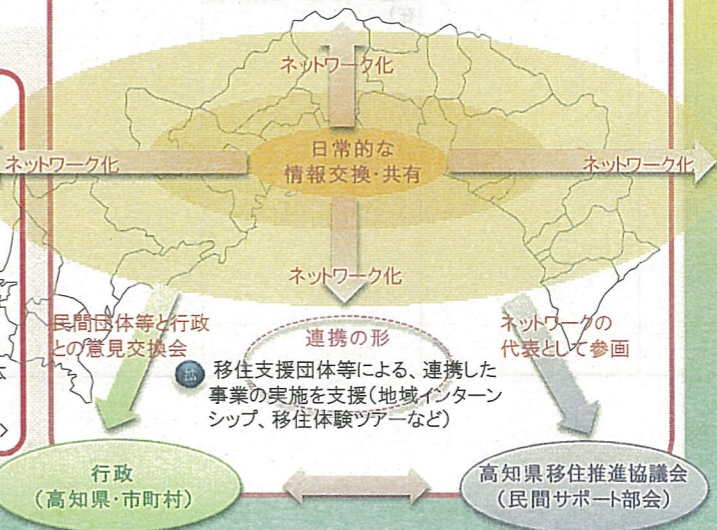 ネットワーク化
日常的な
情報交換・共有
ネットワーク化
ネットワーク化
ネットワーク化
民間団体等と行政
との意見交換会
連携の形
ネットワークの
代表として参画
拡 移住支援団体等による、連携した
事業の実施を支援(地域インターン
シップ、移住体験ツアーなど)
行政
(高知県・市町村)
高知県移住推進協議会
(民間サポート部会)